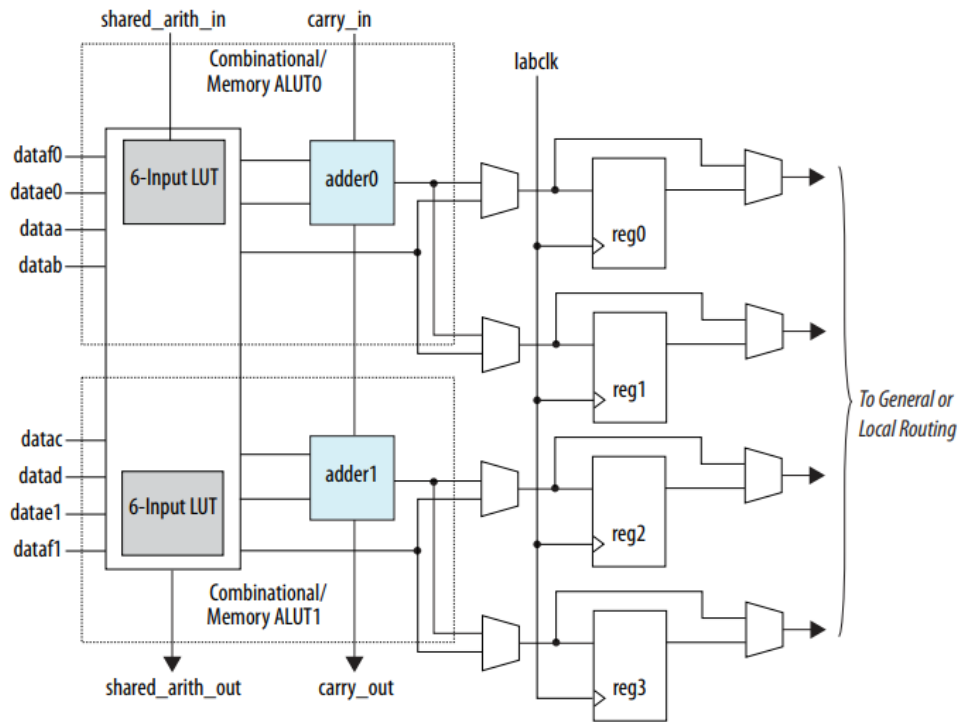 shared_arith_in
carry_in
Combinational/
Memory ALUT0
labclk
dataf0
datae0
dataa
datab
6-Input LUT
adder0
reg0
reg1
datac
datad
datae1
dataf1
6-Input LUT
adder1
reg2
reg3
To General or
Local Routing
Combinational/
Memory ALUT1
shared_arith_out
carry_out